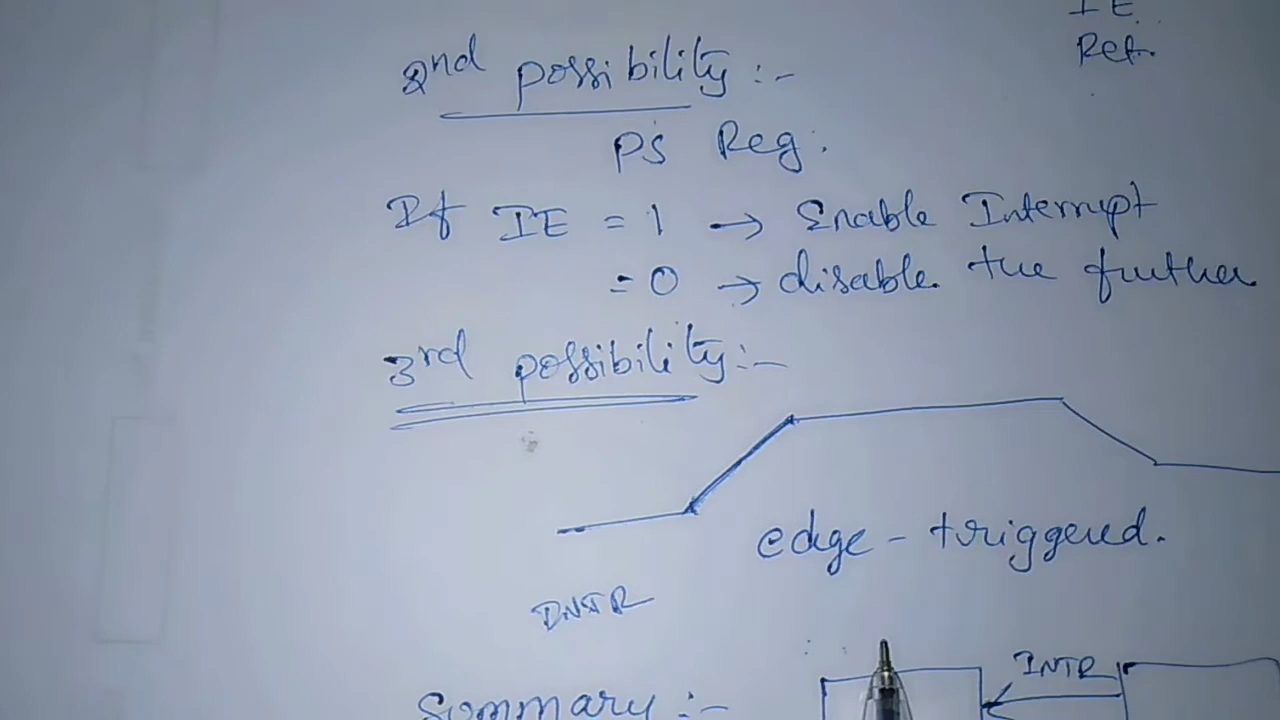 IE
Ret.
2nd possibility :-
PS Reg.
If IE = 1 → Enable Interrupt
= 0 → disable the further
3rd possibility :-
edge-triggered.
INTR
INTR
Summary :-